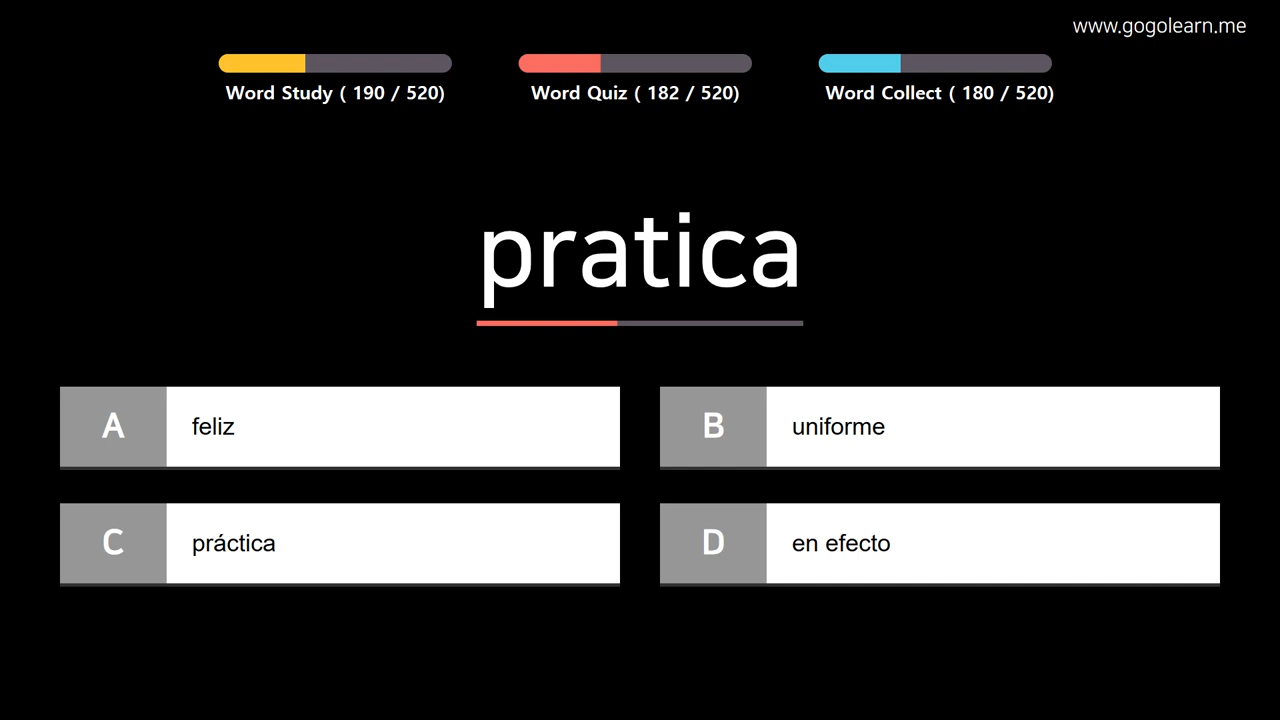 www.gogolearn.me
Word Study ( 190 / 520)
Word Quiz ( 182 / 520)
Word Collect ( 180 / 520)
pratica
A feliz
B uniforme
C práctica
D en efecto